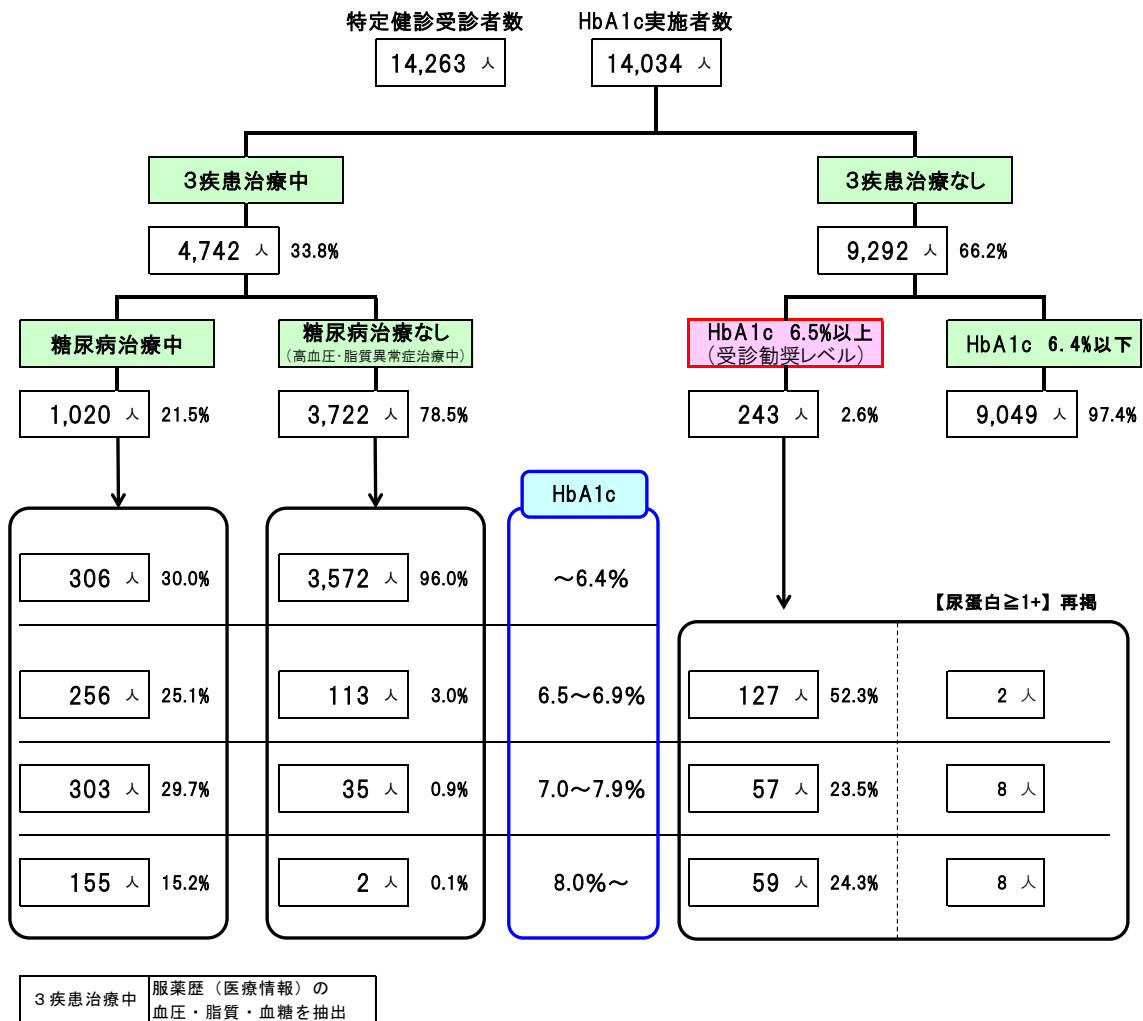 特定健診受診者数 HbA1c実施者数
14,263 人 14,034 人
3疾患治療中 3疾患治療なし
4,742 人 33.8% 9,292 人 66.2%
糖尿病治療中 糖尿病治療なし HbA1c 6.5%以上 HbA1c 6.4%以下
(高血圧・脂質異常症治療中) (受診勧奨レベル)
1,020 人 21.5% 3,722 人 78.5% 243 人 2.6% 9,049 人 97.4%
HbA1c
306 人 30.0% 3,572 人 96.0% ～6.4%
【尿蛋白≧1+】再掲
256 人 25.1% 113 人 3.0% 6.5～6.9% 127 人 52.3% 2 人
303 人 29.7% 35 人 0.9% 7.0～7.9% 57 人 23.5% 8 人
155 人 15.2% 2 人 0.1% 8.0%～ 59 人 24.3% 8 人
3疾患治療中 服薬歴（医療情報）の
血圧・脂質・血糖を抽出